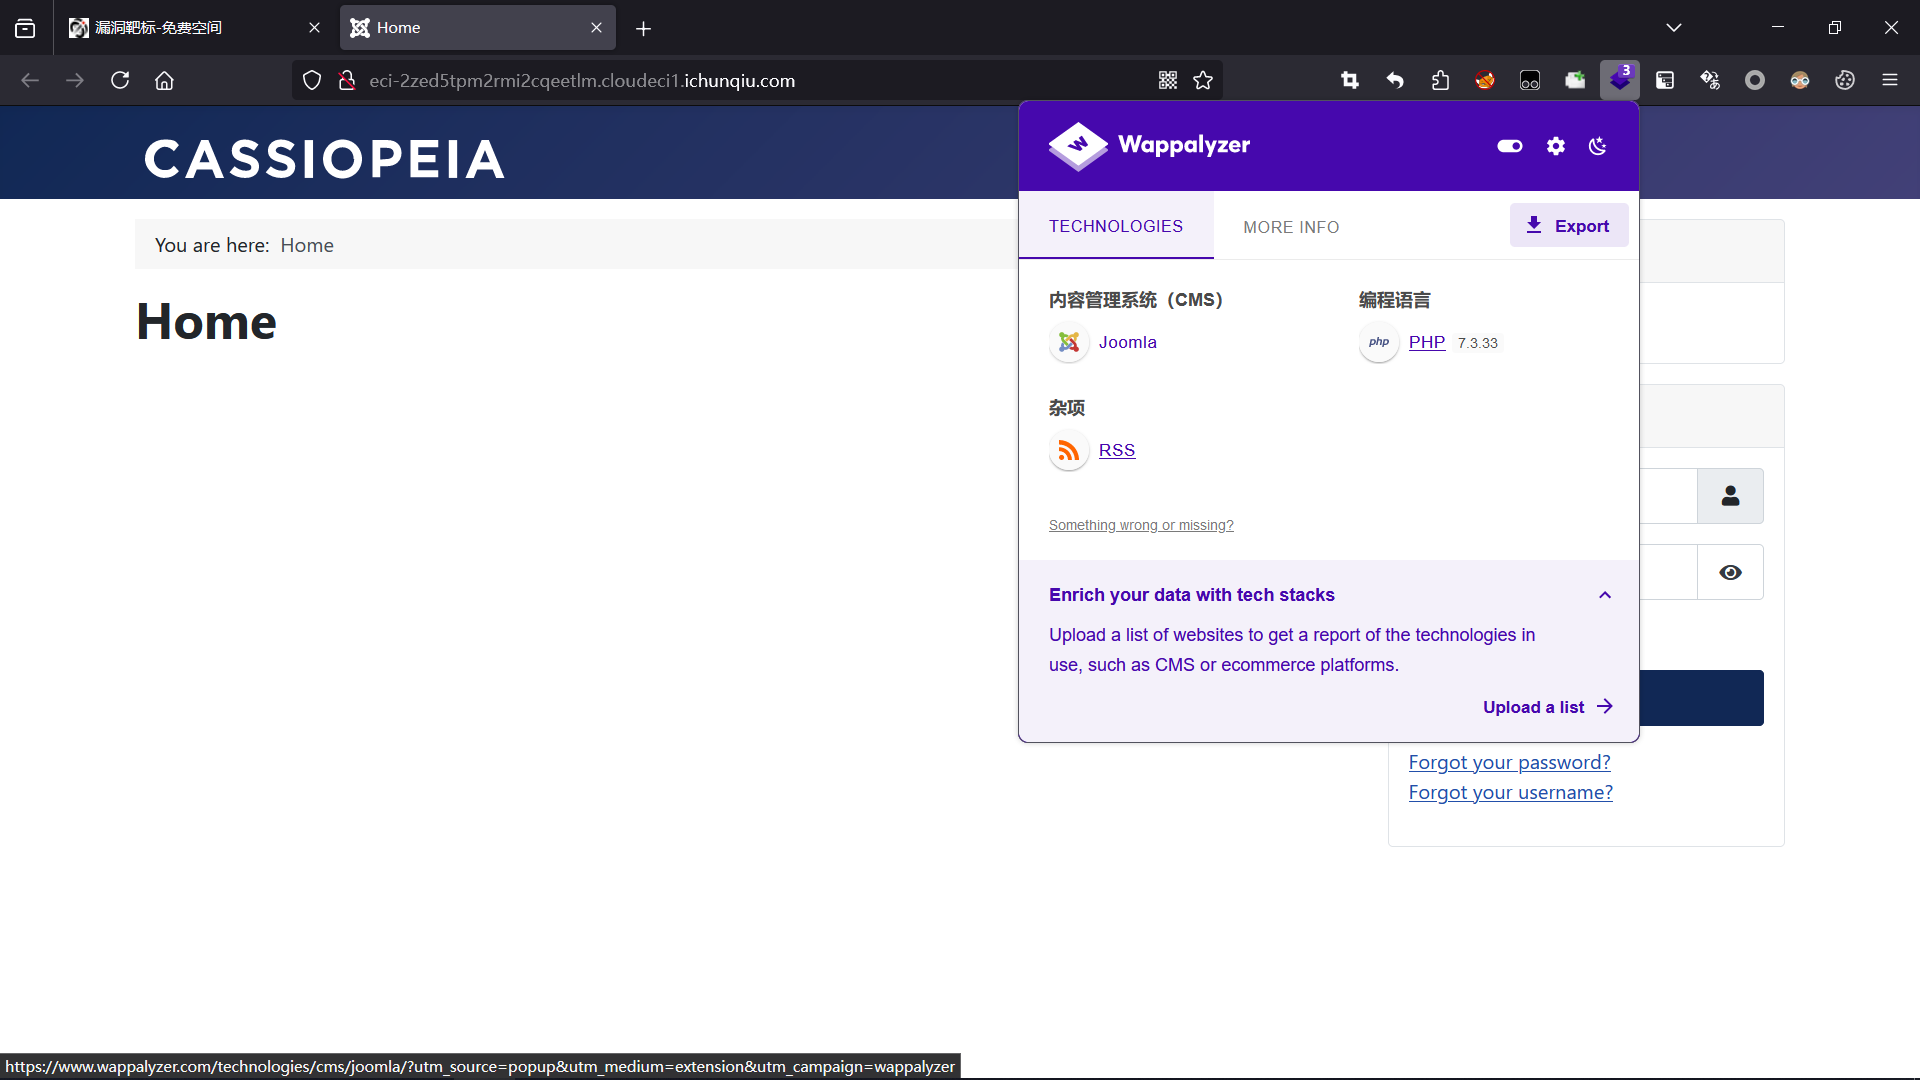 漏洞靶标-免费空间
Home
eci-2zed5tpm2rmi2cqeetlm.cloudeci1.ichunqiu.com
3
CASSIOPEIA
You are here: Home
Home
Wappalyzer
TECHNOLOGIES
MORE INFO
Export
内容管理系统（CMS）
Joomla
编程语言
php
PHP 7.3.33
杂项
RSS
Something wrong or missing?
Enrich your data with tech stacks
Upload a list of websites to get a report of the technologies in
use, such as CMS or ecommerce platforms.
Upload a list
Forgot your password?
Forgot your username?
https://www.wappalyzer.com/technologies/cms/joomla/?utm_source=popup&utm_medium=extension&utm_campaign=wappalyzer